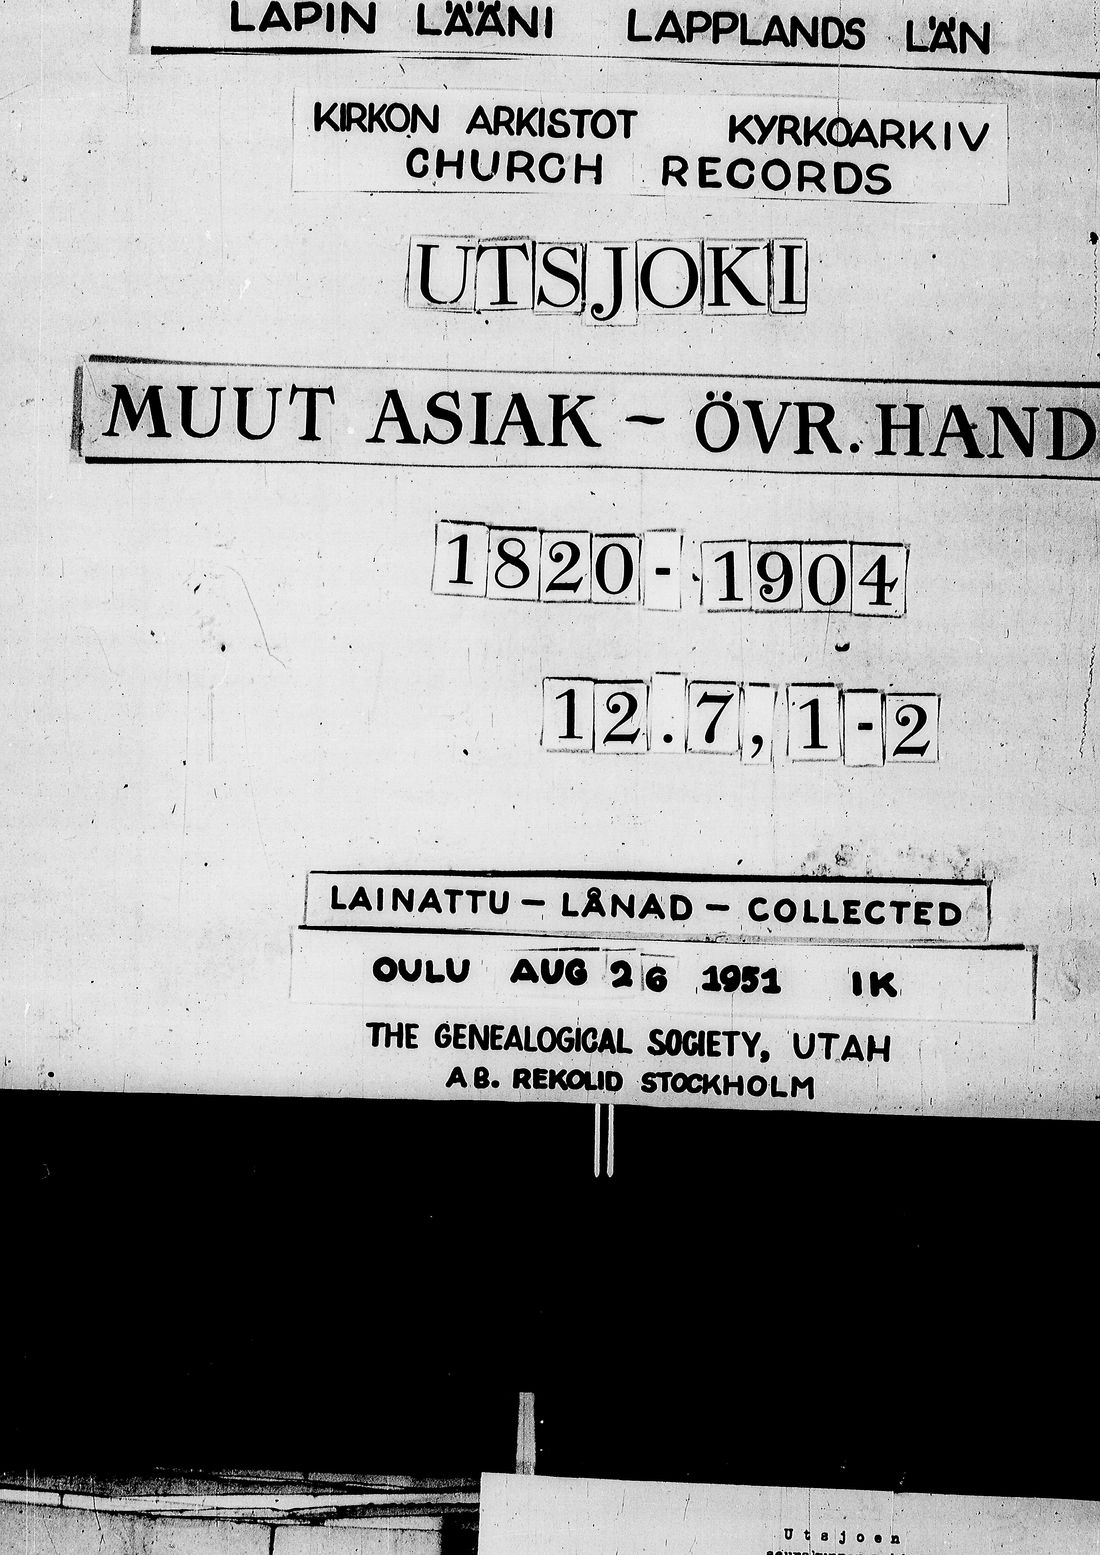 LAPIN LÄÄNI LAPPLANDS LÄN
KIRKON ARKISTOT KYRKOARKIV
CHURCH RECORDS
UTSJOKI
MUUT ASIAK - ÖVR. HAND
1820-1904
12.7, 1-2
LAINATTU - LÅNAD - COLLECTED
OULU AUG 26 1951 IK
THE GENEALOGICAL SOCIETY, UTAH
AB. REKOLID STOCKHOLM
Utsjoen